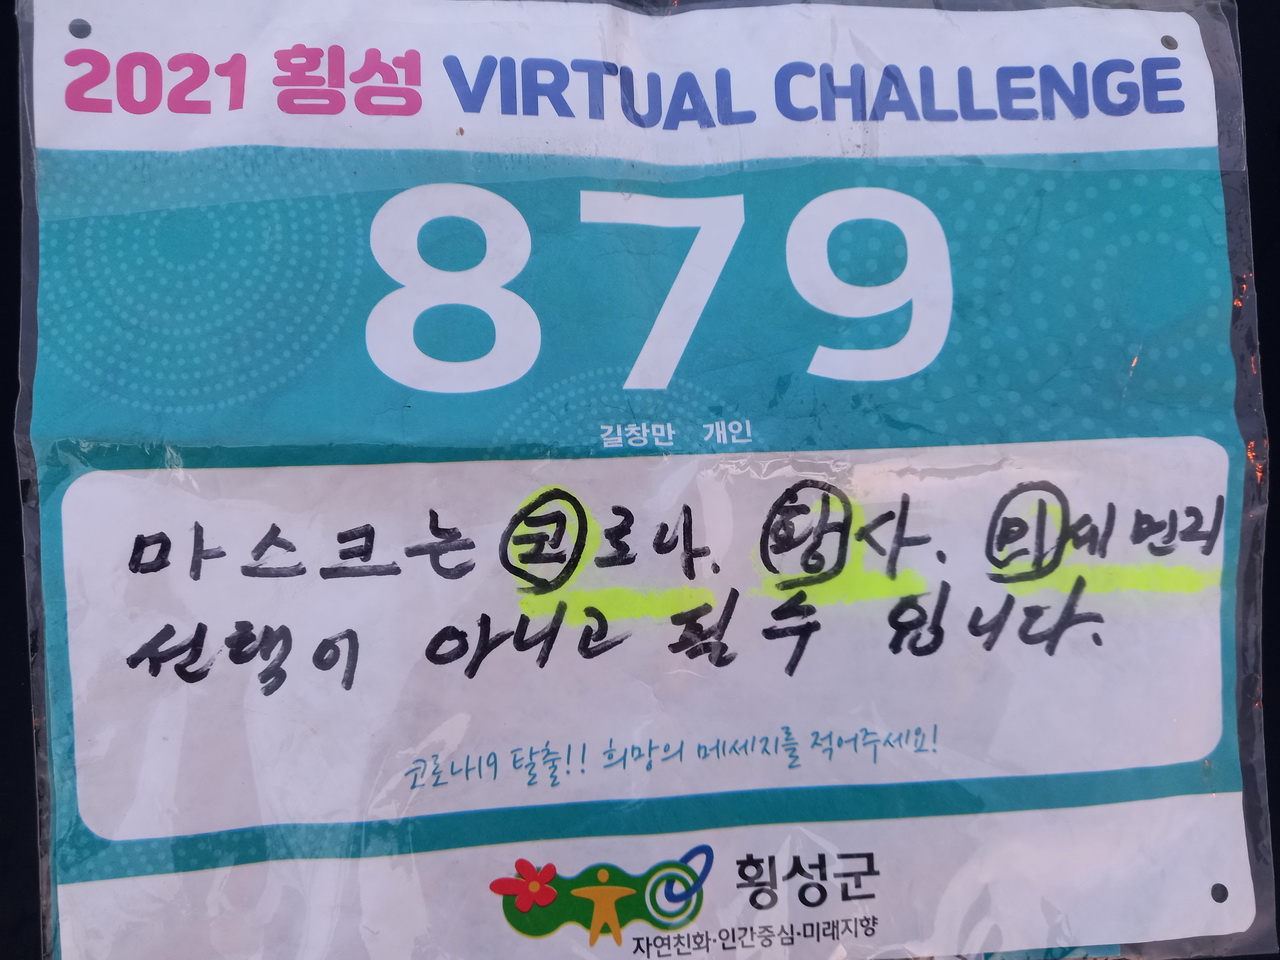 2021 횡성 VIRTUAL CHALLENGE
879
길창만 개인
마스크는 코로나. 황사. 미세먼지
선택이 아니고 필수 입니다.
코로나19 탈출!! 희망의 메세지를 적어주세요!
횡성군
자연친화·인간중심·미래지향